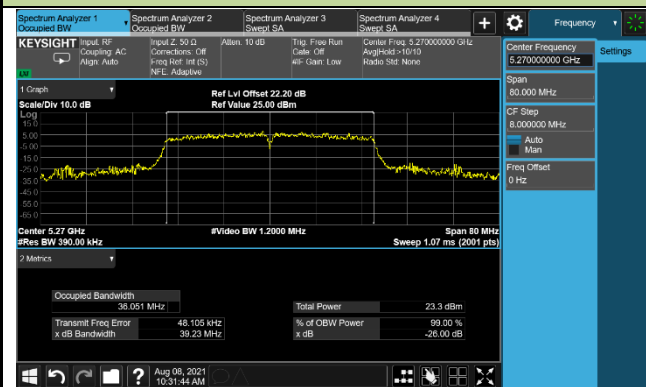 Spectrum Analyzer 1
Occupied BW
Spectrum Analyzer 2
Occupied BW
Spectrum Analyzer 3
Swept SA
Spectrum Analyzer 4
Swept SA
+
Frequency
KEYSIGHT
Input: RF
Coupling: AC
Align: Auto
Input Z: 50 Ω
Corrections: Off
Freq Ref: Int (S)
NFE: Adaptive
Atten: 10 dB
Trig: Free Run
Gate: Off
#IF Gain: Low
Center Freq: 5.270000000 GHz
Avg|Hold:>10/10
Radio Std: None
LXI
Center Frequency
5.270000000 GHz
Settings
Span
80.000 MHz
CF Step
8.000000 MHz
Auto
Man
Freq Offset
0 Hz
1 Graph
Scale/Div 10.0 dB
Ref Lvl Offset 22.20 dB
Ref Value 25.00 dBm
Log
15.0
5.00
-5.00
-15.0
-25.0
-35.0
-45.0
-55.0
-65.0
Center 5.27 GHz
#Res BW 390.00 kHz
#Video BW 1.2000 MHz
Span 80 MHz
Sweep 1.07 ms (2001 pts)
2 Metrics
Occupied Bandwidth
36.051 MHz
Total Power 23.3 dBm
Transmit Freq Error 48.105 kHz
% of OBW Power 99.00 %
x dB Bandwidth 39.23 MHz
x dB -26.00 dB
?
Aug 08, 2021
10:31:44 AM